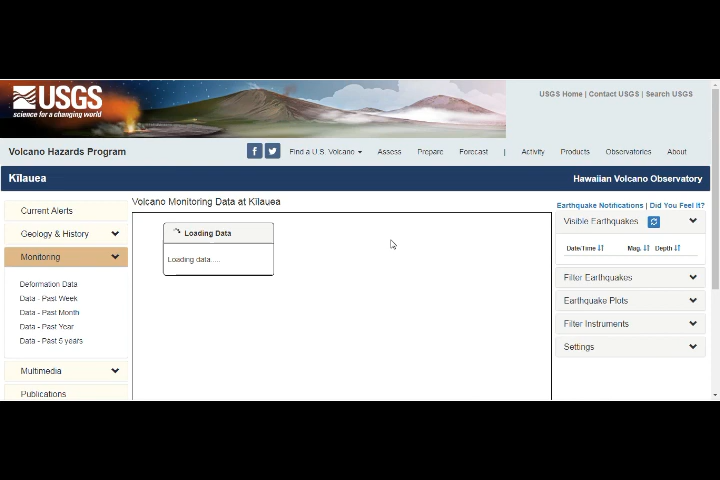 USGS
science for a changing world
USGS Home | Contact USGS | Search USGS
Volcano Hazards Program
Find a U.S. Volcano
Assess
Prepare
Forecast
|
Activity
Products
Observatories
About
Kīlauea
Hawaiian Volcano Observatory
Current Alerts
Geology & History
Monitoring
Deformation Data
Data - Past Week
Data - Past Month
Data - Past Year
Data - Past 5 years
Multimedia
Publications
Volcano Monitoring Data at Kīlauea
Loading Data
Loading data.....
Earthquake Notifications | Did You Feel It?
Visible Earthquakes
Date/Time Mag. Depth
Filter Earthquakes
Earthquake Plots
Filter Instruments
Settings